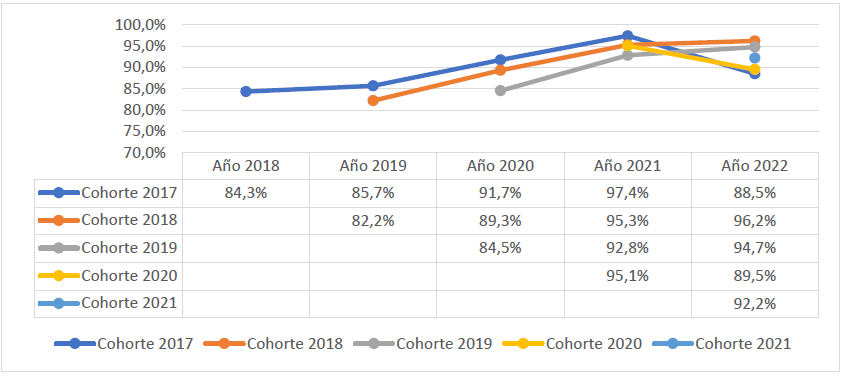 100,0%
95,0%
90,0%
85,0%
80,0%
75,0%
70,0%
Año 2018 Año 2019 Año 2020 Año 2021 Año 2022
Cohorte 2017 84,3% 85,7% 91,7% 97,4% 88,5%
Cohorte 2018 82,2% 89,3% 95,3% 96,2%
Cohorte 2019 84,5% 92,8% 94,7%
Cohorte 2020 95,1% 89,5%
Cohorte 2021 92,2%
Cohorte 2017 Cohorte 2018 Cohorte 2019 Cohorte 2020 Cohorte 2021